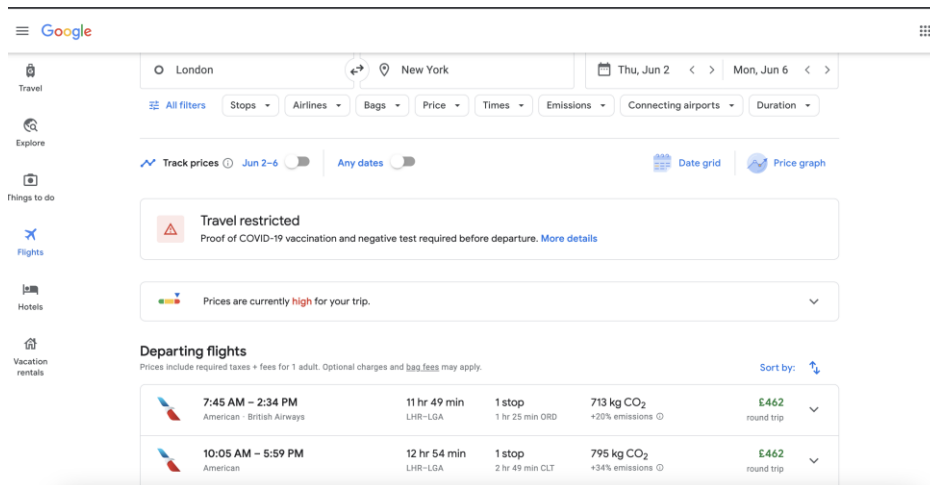 Google
Travel
Explore
Things to do
Flights
Hotels
Vacation
rentals
London
New York
Thu, Jun 2
Mon, Jun 6
All filters
Stops
Airlines
Bags
Price
Times
Emissions
Connecting airports
Duration
Track prices
Jun 2–6
Any dates
Date grid
Price graph
Travel restricted
Proof of COVID-19 vaccination and negative test required before departure. More details
Prices are currently high for your trip.
Departing flights
Prices include required taxes + fees for 1 adult. Optional charges and bag fees may apply.
Sort by:
7:45 AM – 2:34 PM
American · British Airways
11 hr 49 min
LHR–LGA
1 stop
1 hr 25 min ORD
713 kg CO₂
+20% emissions
£462
round trip
10:05 AM – 5:59 PM
American
12 hr 54 min
LHR–LGA
1 stop
2 hr 49 min CLT
795 kg CO₂
+34% emissions
£462
round trip